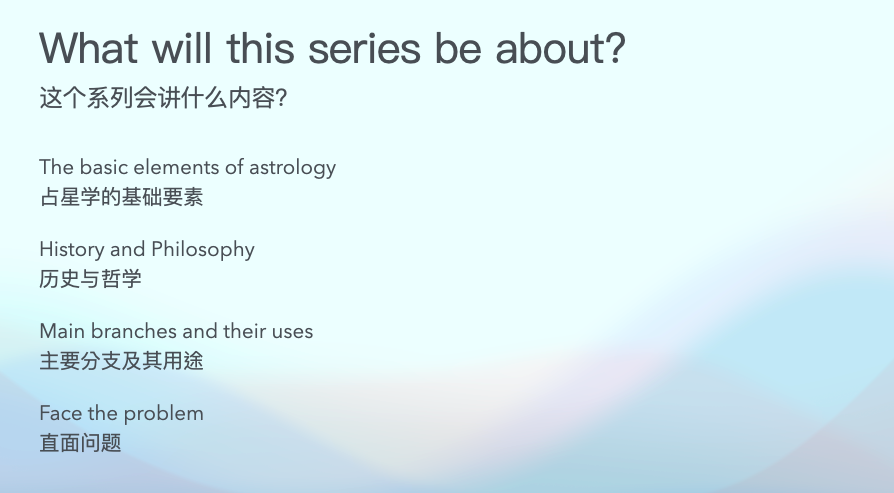 What will this series be about?
这个系列会讲什么内容?
The basic elements of astrology
占星学的基础要素
History and Philosophy
历史与哲学
Main branches and their uses
主要分支及其用途
Face the problem
直面问题